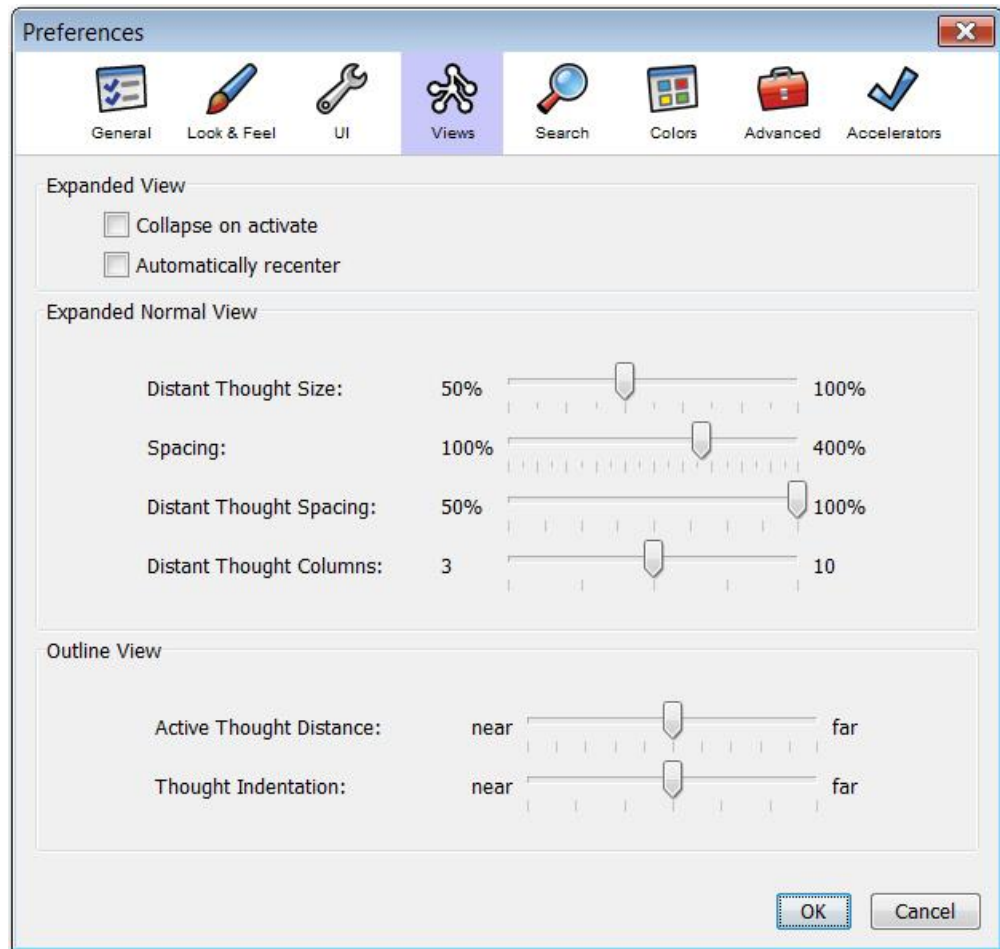 Preferences
General Look & Feel UI Views Search Colors Advanced Accelerators
Expanded View
Collapse on activate
Automatically recenter
Expanded Normal View
Distant Thought Size: 50% 100%
Spacing: 100% 400%
Distant Thought Spacing: 50% 100%
Distant Thought Columns: 3 10
Outline View
Active Thought Distance: near far
Thought Indentation: near far
OK Cancel